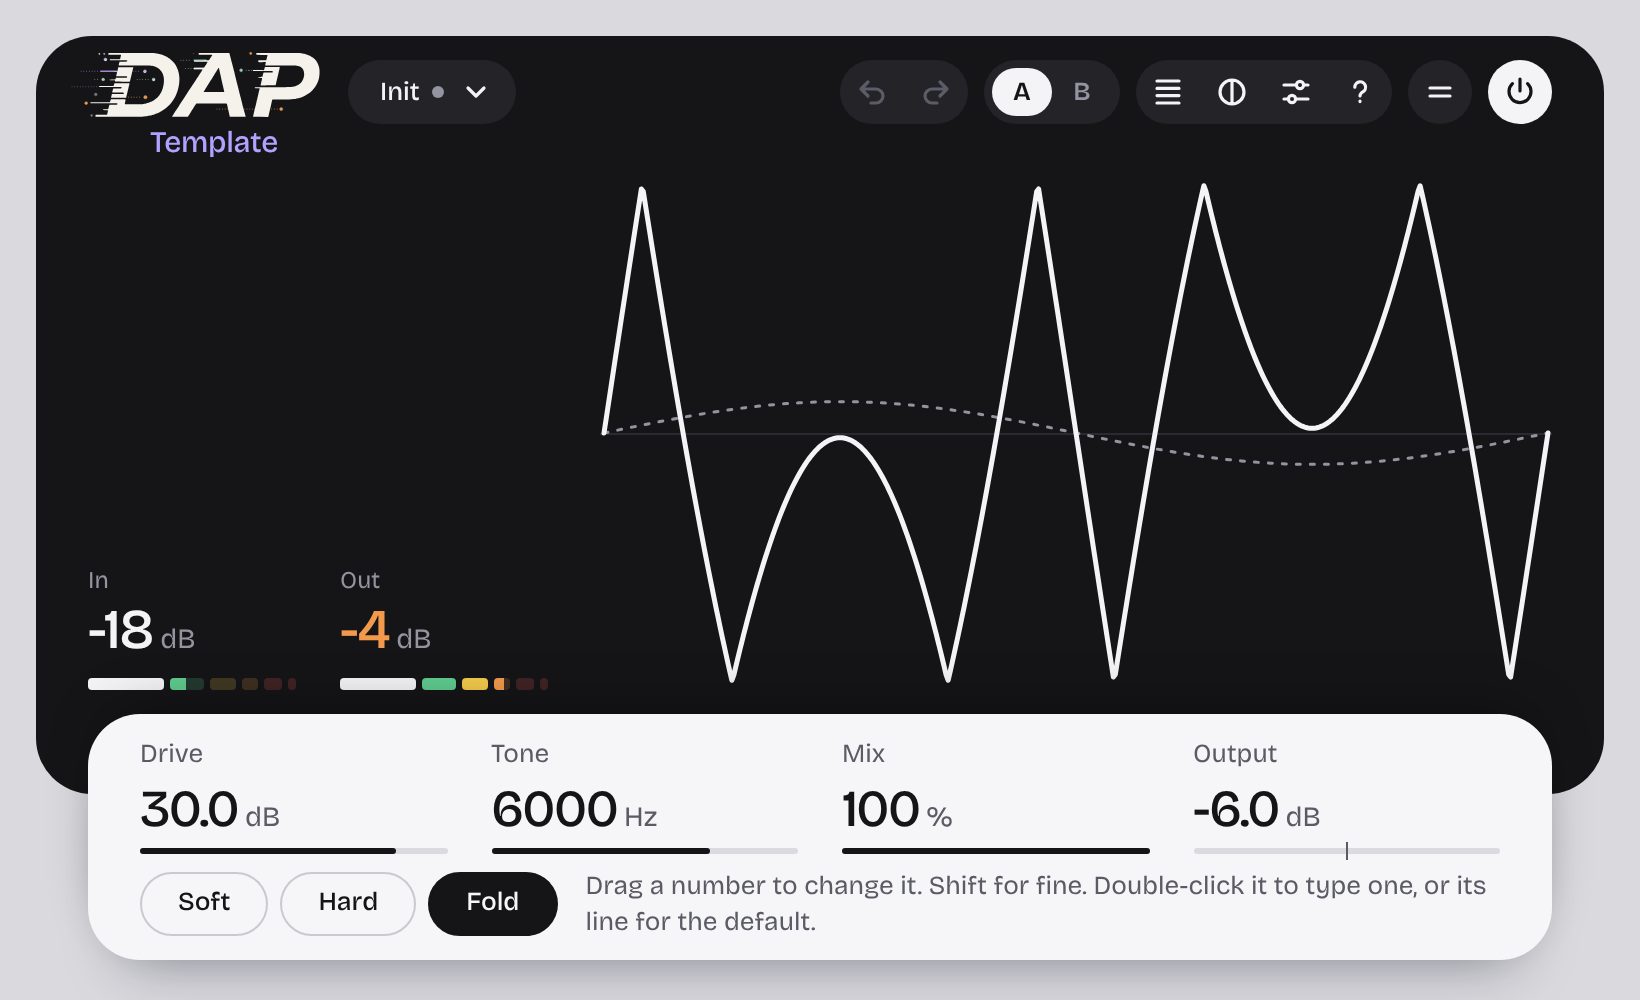 DAP
Template
Init
A B
?
In
-18 dB
Out
-4 dB
Drive
30.0 dB
Tone
6000 Hz
Mix
100 %
Output
-6.0 dB
Soft
Hard
Fold
Drag a number to change it. Shift for fine. Double-click it to type one, or its
line for the default.